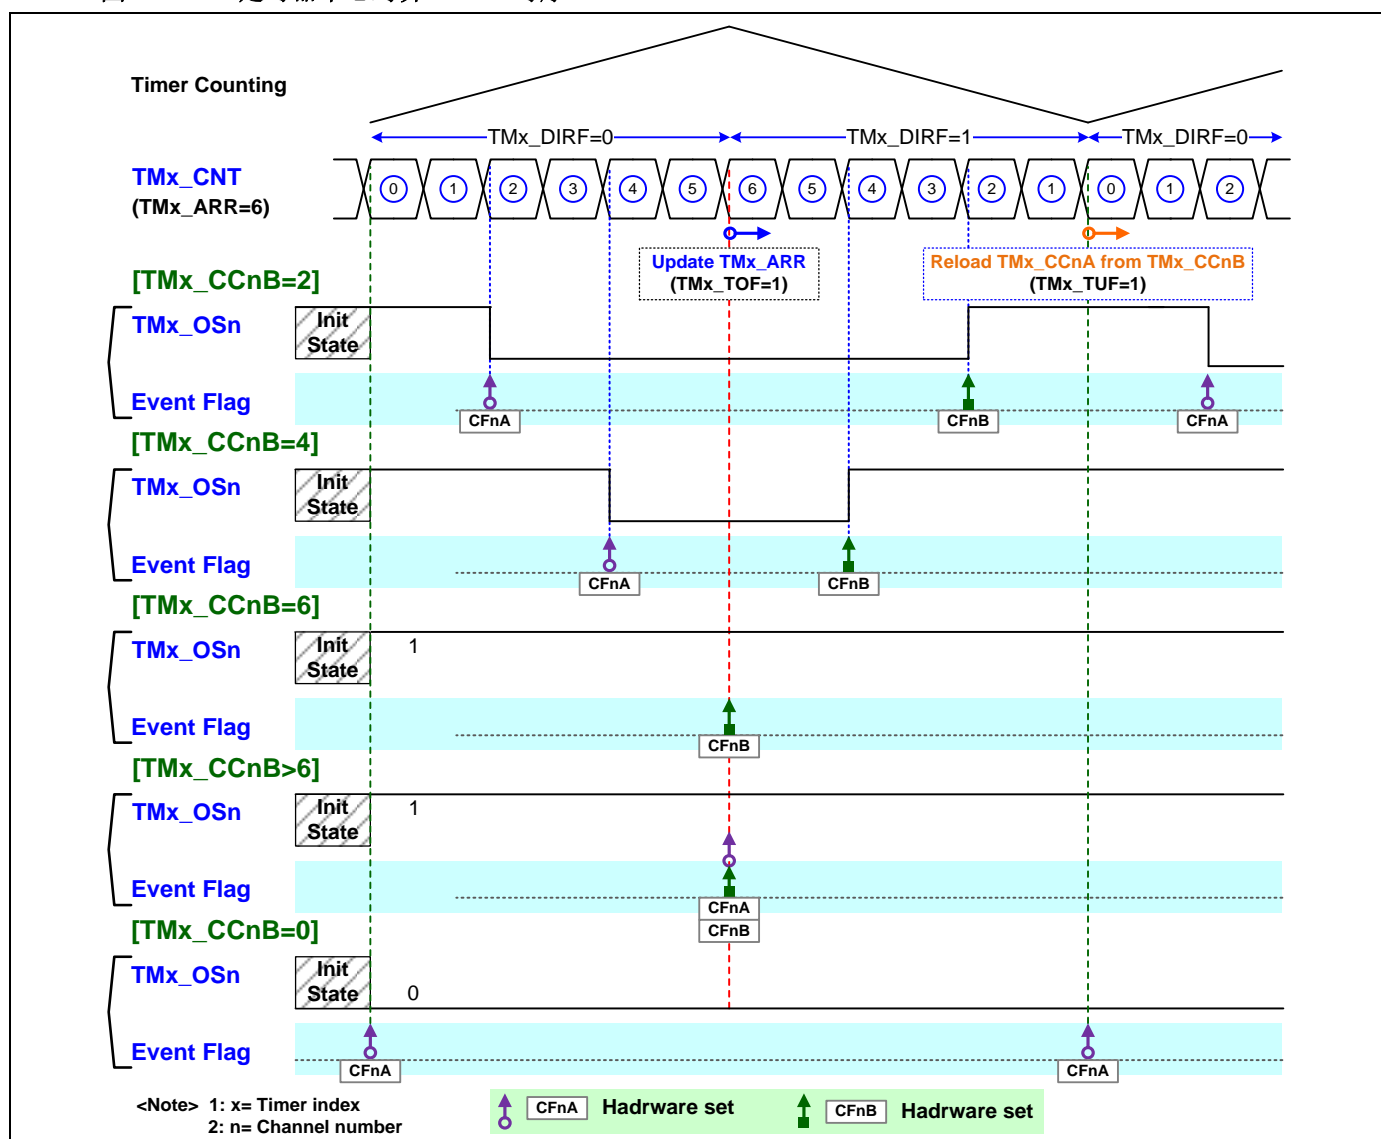 Timer Counting
TMx_DIRF=0 TMx_DIRF=1 TMx_DIRF=0
TMx_CNT
(TMx_ARR=6)
0 1 2 3 4 5 6 5 4 3 2 1 0 1 2
Update TMx_ARR
(TMx_TOF=1)
Reload TMx_CCnA from TMx_CCnB
(TMx_TUF=1)
[TMx_CCnB=2]
TMx_OSn
Init
State
Event Flag
CFnA CFnB CFnA
[TMx_CCnB=4]
TMx_OSn
Init
State
Event Flag
CFnA CFnB
[TMx_CCnB=6]
TMx_OSn
Init
State
1
Event Flag
CFnB
[TMx_CCnB>6]
TMx_OSn
Init
State
1
Event Flag
CFnA
CFnB
[TMx_CCnB=0]
TMx_OSn
Init
State
0
Event Flag
CFnA CFnA
<Note> 1: x= Timer index
2: n= Channel number
CFnA Hadrware set
CFnB Hadrware set